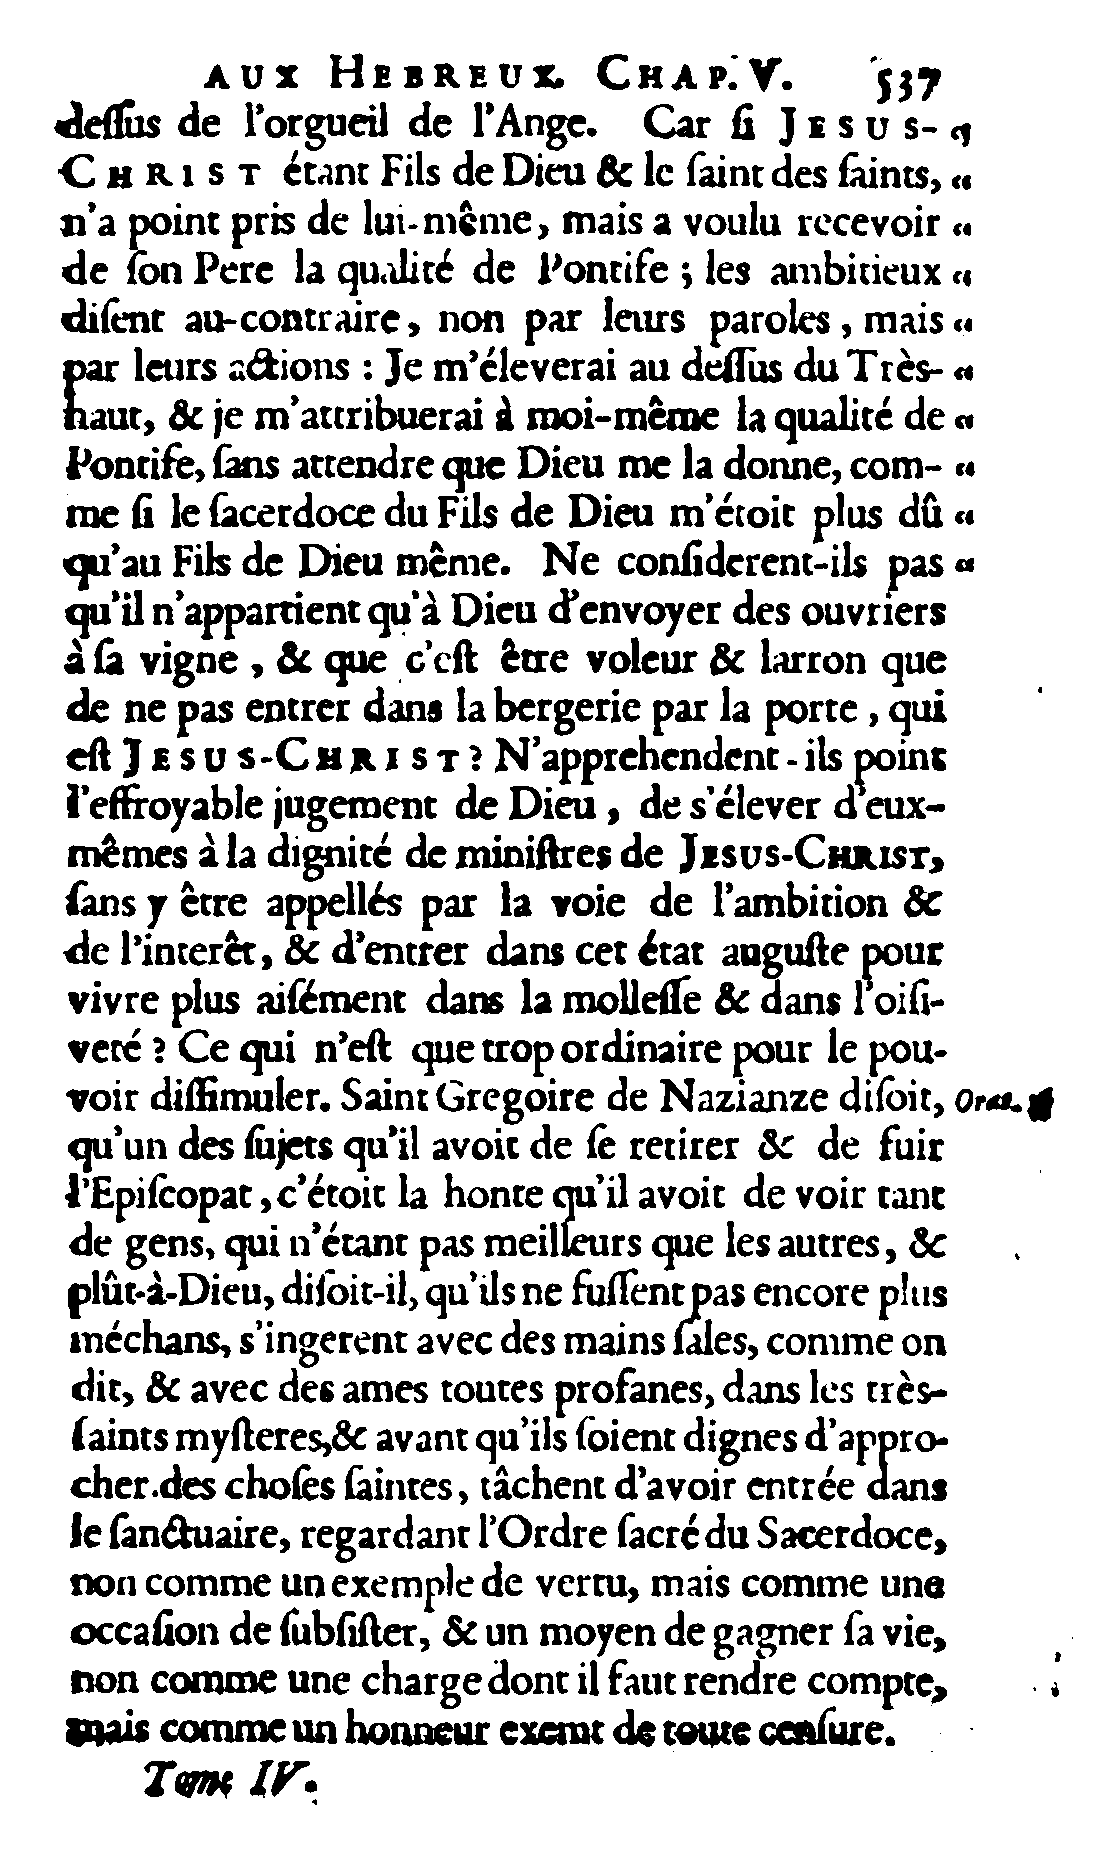 AUX HEBREUX. CHAP. V. 537
deſſus de l'orgueil de l'Ange. Car ſi JESUS-
CHRIST étant Fils de Dieu & le ſaint des ſaints, "
n'a point pris de lui-même, mais a voulu recevoir "
de ſon Pere la qualité de Pontife ; les ambitieux "
diſent au-contraire, non par leurs paroles, mais "
par leurs actions : Je m'éleverai au deſſus du Très- "
haut, & je m'attribuerai à moi-même la qualité de "
Pontife, ſans attendre que Dieu me la donne, com- "
me ſi le ſacerdoce du Fils de Dieu m'étoit plus dû "
qu'au Fils de Dieu même. Ne conſiderent-ils pas "
qu'il n'appartient qu'à Dieu d'envoyer des ouvriers
à ſa vigne, & que c'eſt être voleur & larron que
de ne pas entrer dans la bergerie par la porte, qui
eſt JESUS-CHRIST ? N'apprehendent-ils point
l'effroyable jugement de Dieu, de s'élever d'eux-
mêmes à la dignité de miniſtres de JESUS-CHRIST,
ſans y être appellés par la voie de l'ambition &
de l'interêt, & d'entrer dans cet état auguſte pour
vivre plus aiſément dans la molleſſe & dans l'oiſi-
veté ? Ce qui n'eſt que trop ordinaire pour le pou-
voir diſſimuler. Saint Gregoire de Nazianze diſoit, Orat.
qu'un des ſujets qu'il avoit de ſe retirer & de fuir
l'Epiſcopat, c'étoit la honte qu'il avoit de voir tant
de gens, qui n'étant pas meilleurs que les autres, &
plût-à-Dieu, diſoit-il, qu'ils ne fuſſent pas encore plus
méchans, s'ingerent avec des mains ſales, comme on
dit, & avec des ames toutes profanes, dans les très-
ſaints myſteres, & avant qu'ils ſoient dignes d'appro-
cher des choſes ſaintes, tâchent d'avoir entrée dans
le ſanctuaire, regardant l'Ordre ſacré du Sacerdoce,
non comme un exemple de vertu, mais comme une
occaſion de ſubſiſter, & un moyen de gagner ſa vie,
non comme une charge dont il faut rendre compte,
mais comme un honneur exemt de toute cenſure.
Tome IV.